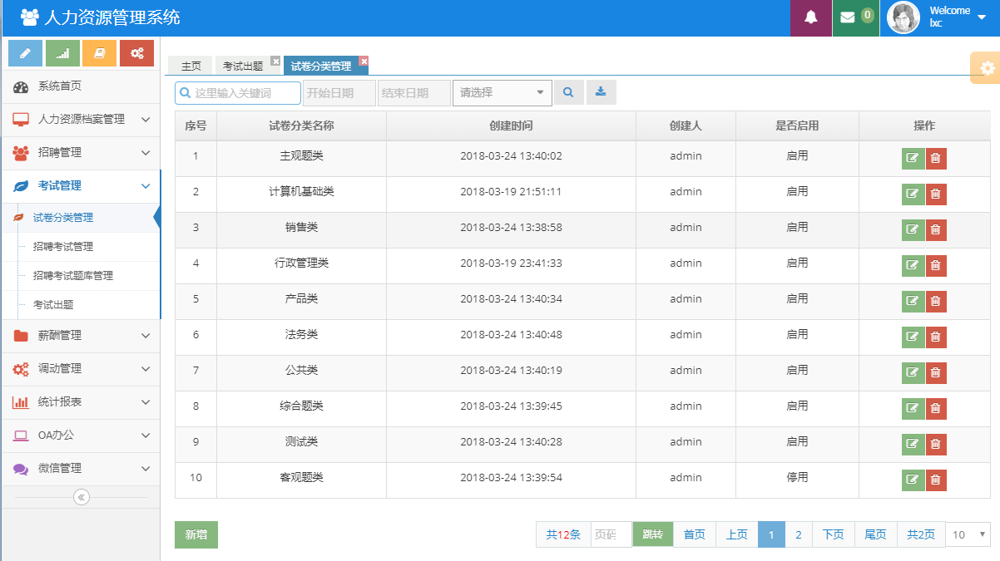 人力资源管理系统
0
Welcome
lxc
主页
考试出题
试卷分类管理
系统首页
人力资源档案管理
招聘管理
考试管理
试卷分类管理
招聘考试管理
招聘考试题库管理
考试出题
薪酬管理
调动管理
统计报表
OA办公
微信管理
这里输入关键词 开始日期 结束日期 请选择
序号 试卷分类名称 创建时间 创建人 是否启用 操作
1 主观题类 2018-03-24 13:40:02 admin 启用
2 计算机基础类 2018-03-19 21:51:11 admin 启用
3 销售类 2018-03-24 13:38:58 admin 启用
4 行政管理类 2018-03-19 23:41:33 admin 启用
5 产品类 2018-03-24 13:40:34 admin 启用
6 法务类 2018-03-24 13:40:48 admin 启用
7 公共类 2018-03-24 13:40:19 admin 启用
8 综合题类 2018-03-24 13:39:45 admin 启用
9 测试类 2018-03-24 13:40:28 admin 启用
10 客观题类 2018-03-24 13:39:54 admin 停用
新增
共12条 页码 跳转 首页 上页 1 2 下页 尾页 共2页 10